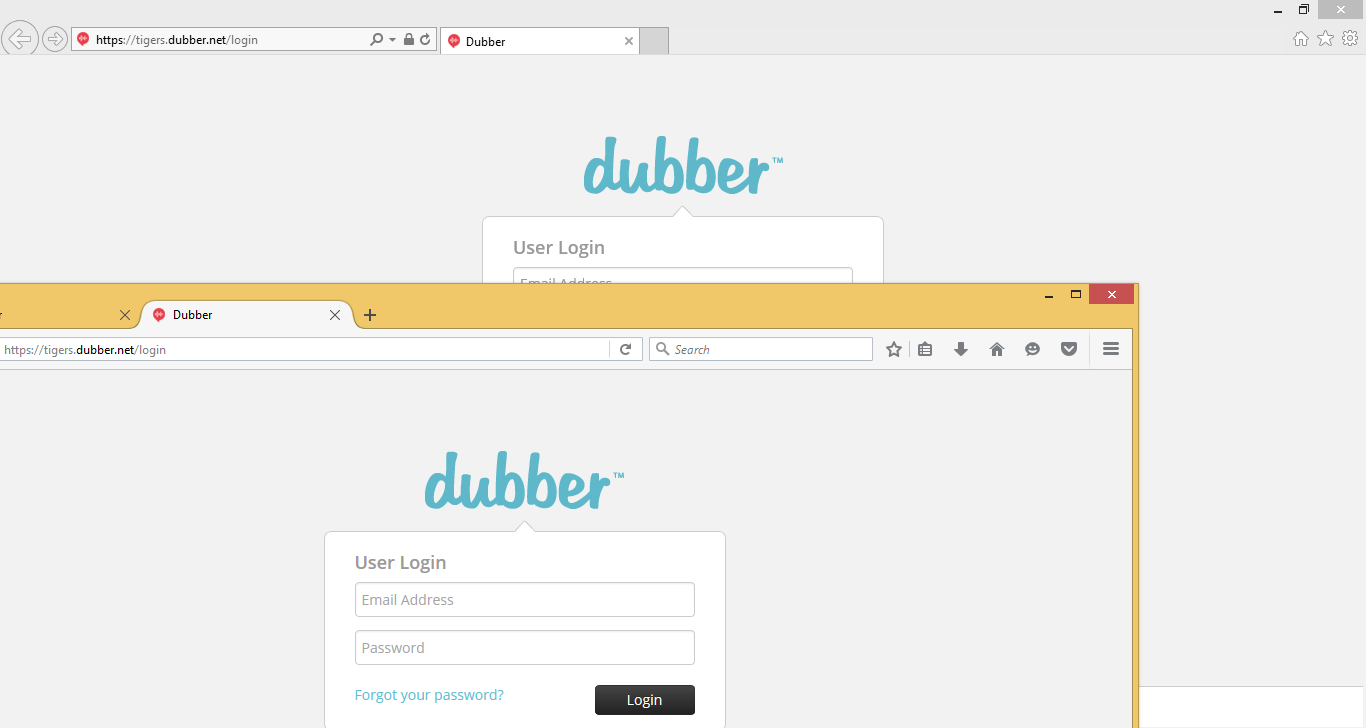 https://tigers.dubber.net/login
Dubber
dubber™
User Login
Email Address
Dubber
https://tigers.dubber.net/login
Search
dubber™
User Login
Email Address
Password
Forgot your password?
Login